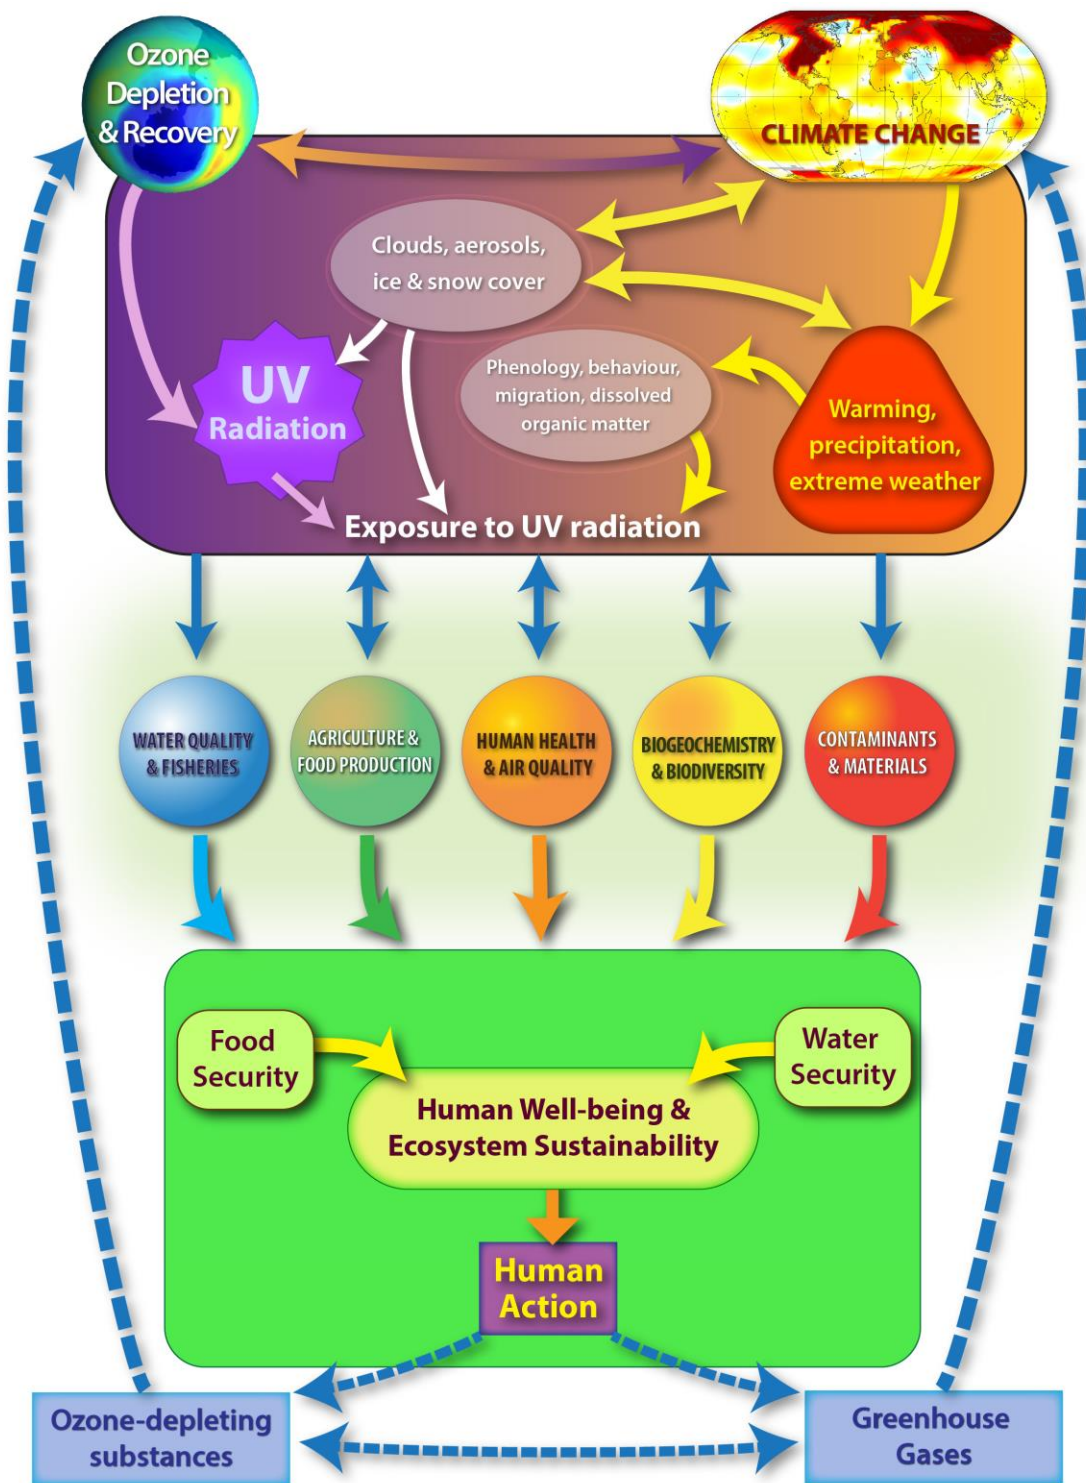 Ozone
Depletion
& Recovery
CLIMATE CHANGE
Clouds, aerosols,
ice & snow cover
UV
Radiation
Phenology, behaviour,
migration, dissolved
organic matter
Warming,
precipitation,
extreme weather
Exposure to UV radiation
WATER QUALITY
& FISHERIES
AGRICULTURE &
FOOD PRODUCTION
HUMAN HEALTH
& AIR QUALITY
BIOGEOCHEMISTRY
& BIODIVERSITY
CONTAMINANTS
& MATERIALS
Food
Security
Water
Security
Human Well-being &
Ecosystem Sustainability
Human
Action
Ozone-depleting
substances
Greenhouse
Gases